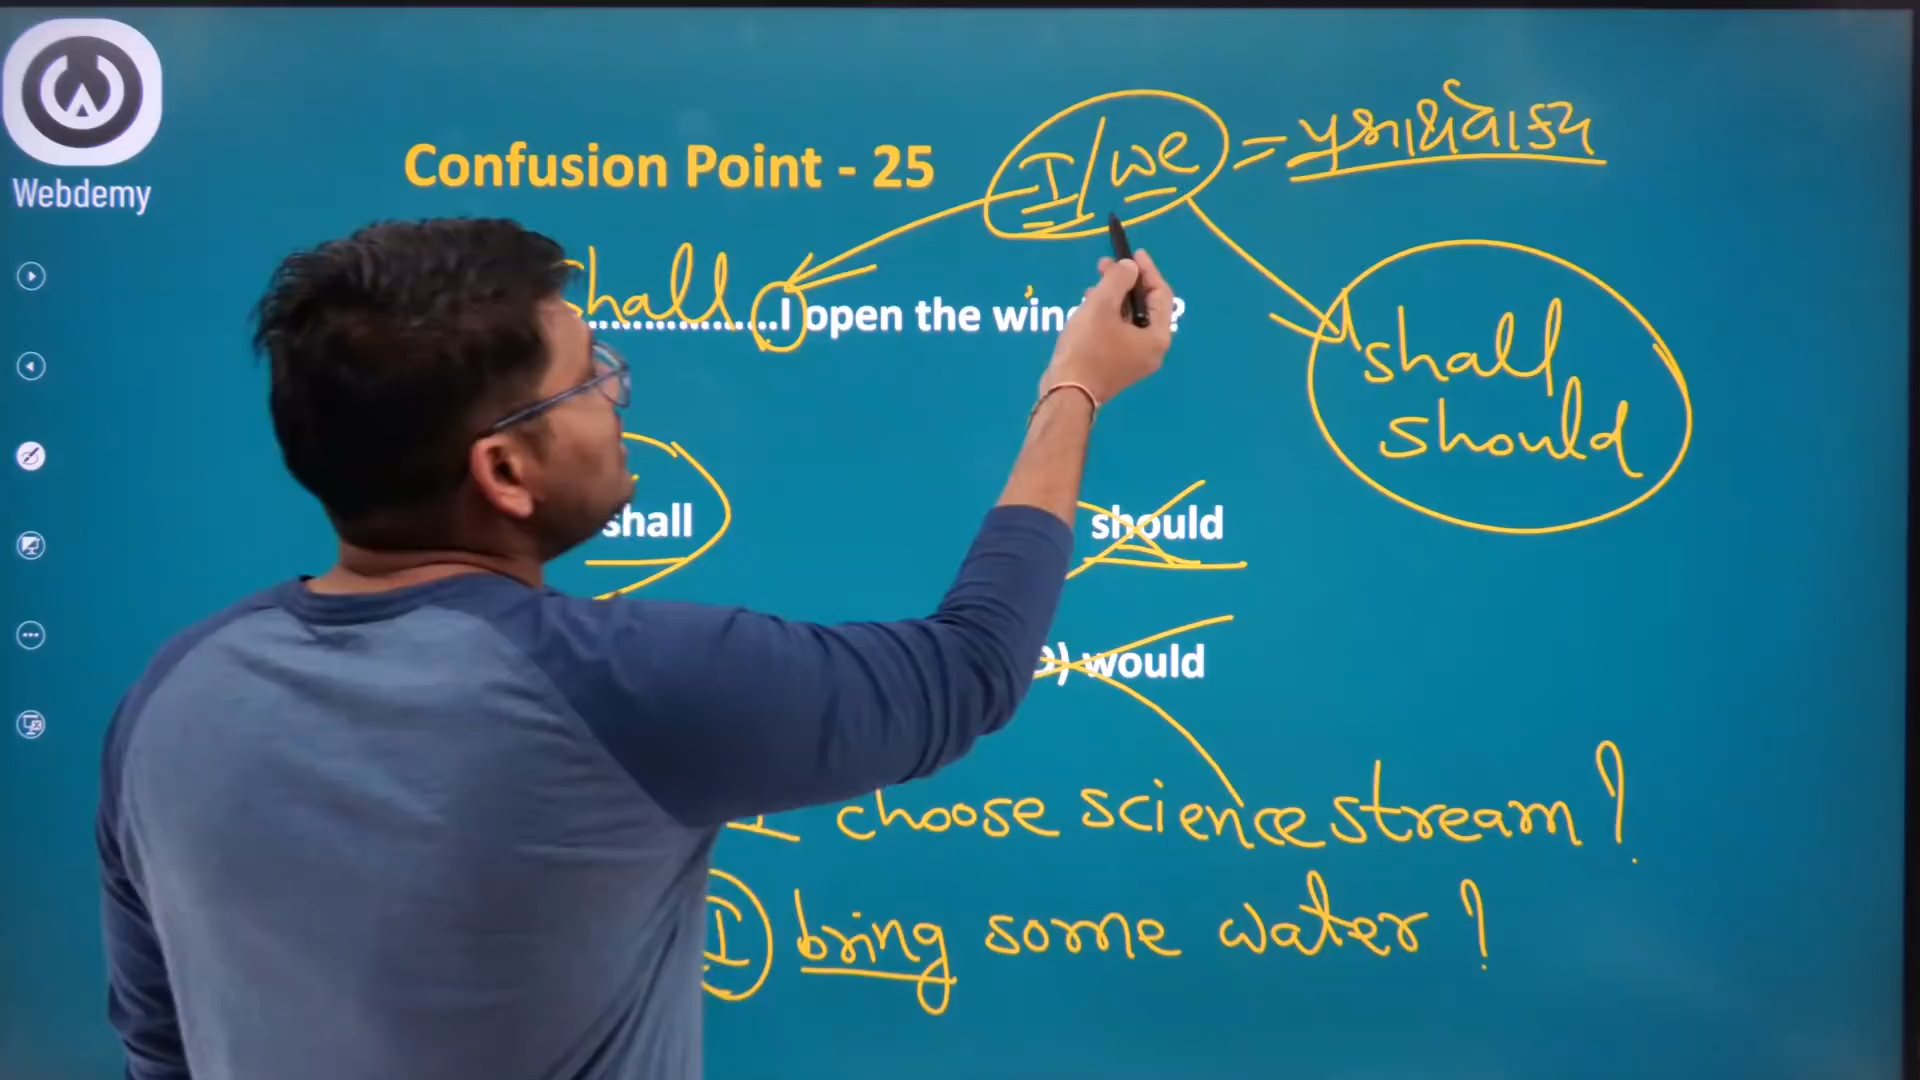 Webdemy
Confusion Point - 25
I/we = પ્રશ્નાર્થવાક્ય
shall
I open the wind ?
shall
should
shall
should
D) would
I choose science stream ?
I bring some water ?